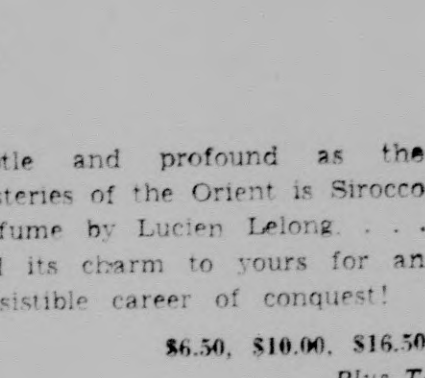 tle and profound as the
steries of the Orient is Sirocco
fume by Lucien Lelong. . . .
its charm to yours for an
sistible career of conquest!
$6.50, $10.00, $16.50
Plus T